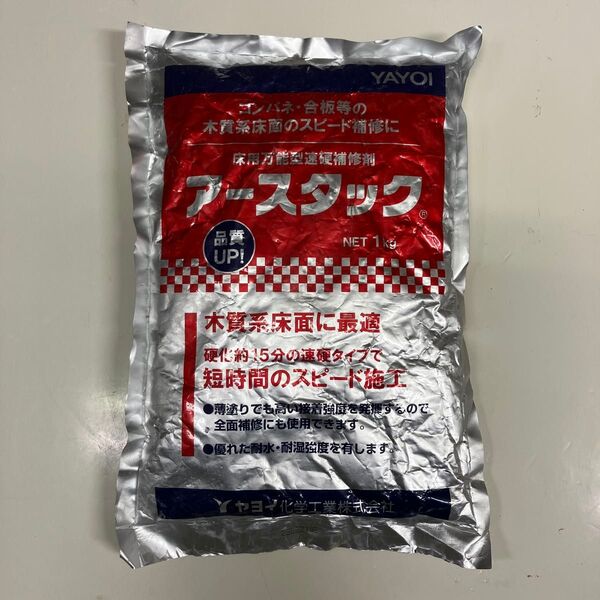 YAYOI
コンパネ・合板等の
木質系床面のスピード補修に
床用万能型速硬補修剤
アースタック®
品質
UP!
NET 1kg
木質系床面に最適
硬化約15分の速硬タイプで
短時間のスピード施工
●薄塗りでも高い接着強度を発揮するので
全面補修にも使用できます。
●優れた耐水・耐湿強度を有します。
ヤヨイ化学工業株式会社